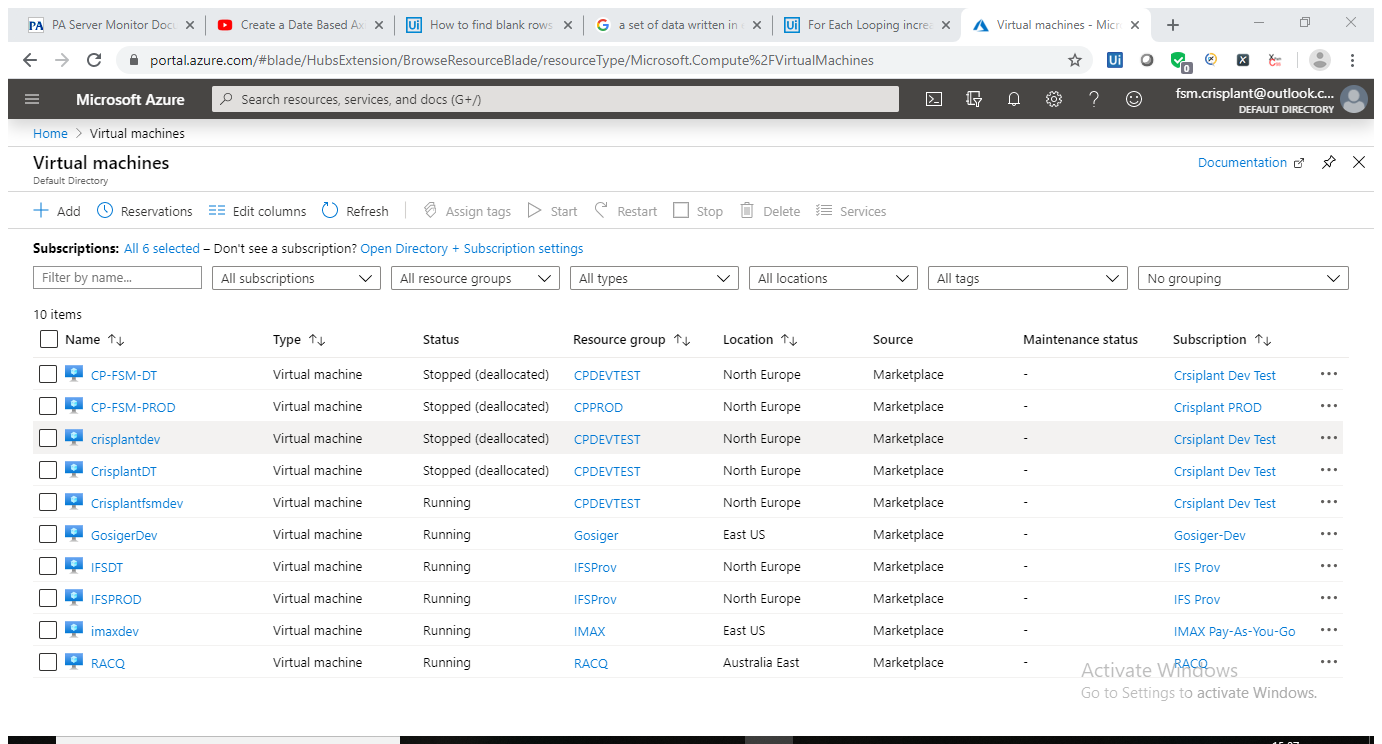 PA Server Monitor Docu
Create a Date Based Ax
How to find blank rows,
a set of data written in
For Each Looping increa
Virtual machines - Micr
portal.azure.com/#blade/HubsExtension/BrowseResourceBlade/resourceType/Microsoft.Compute%2FVirtualMachines
Microsoft Azure
Search resources, services, and docs (G+/)
fsm.crisplant@outlook.c...
DEFAULT DIRECTORY
Home > Virtual machines
Virtual machines
Default Directory
Documentation
Add Reservations Edit columns Refresh Assign tags Start Restart Stop Delete Services
Subscriptions: All 6 selected – Don't see a subscription? Open Directory + Subscription settings
Filter by name... All subscriptions All resource groups All types All locations All tags No grouping
10 items
Name Type Status Resource group Location Source Maintenance status Subscription
CP-FSM-DT Virtual machine Stopped (deallocated) CPDEVTEST North Europe Marketplace - Crsiplant Dev Test
CP-FSM-PROD Virtual machine Stopped (deallocated) CPPROD North Europe Marketplace - Crisplant PROD
crisplantdev Virtual machine Stopped (deallocated) CPDEVTEST North Europe Marketplace - Crsiplant Dev Test
CrisplantDT Virtual machine Stopped (deallocated) CPDEVTEST North Europe Marketplace - Crsiplant Dev Test
Crisplantfsmdev Virtual machine Running CPDEVTEST North Europe Marketplace - Crsiplant Dev Test
GosigerDev Virtual machine Running Gosiger East US Marketplace - Gosiger-Dev
IFSDT Virtual machine Running IFSProv North Europe Marketplace - IFS Prov
IFSPROD Virtual machine Running IFSProv North Europe Marketplace - IFS Prov
imaxdev Virtual machine Running IMAX East US Marketplace - IMAX Pay-As-You-Go
RACQ Virtual machine Running RACQ Australia East Marketplace - RACQ
Activate Windows
Go to Settings to activate Windows.